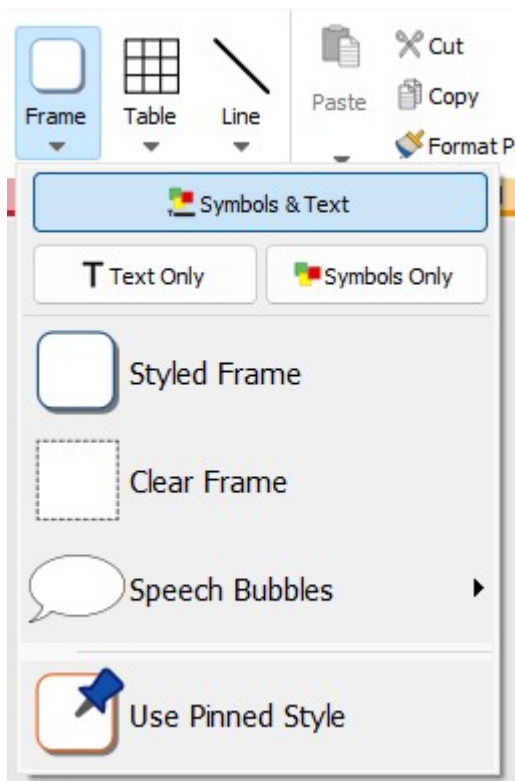 Frame
Table
Line
Paste
Cut
Copy
Format P
Symbols & Text
T Text Only
Symbols Only
Styled Frame
Clear Frame
Speech Bubbles
Use Pinned Style